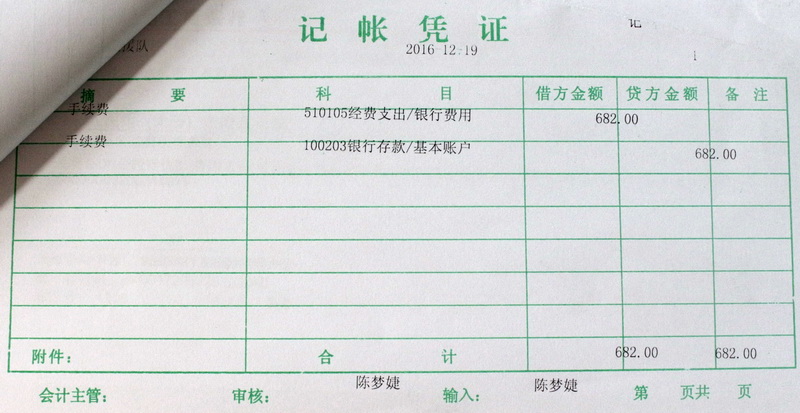 记帐凭证
记
2016-12-19
援队
1
摘 要 科 目 借方金额 贷方金额 备 注
手续费 510105经费支出/银行费用 682.00
手续费 100203银行存款/基本账户 682.00
附件: 合 计 682.00 682.00
会计主管: 审核: 陈梦婕 输入: 陈梦婕 第 页共 页